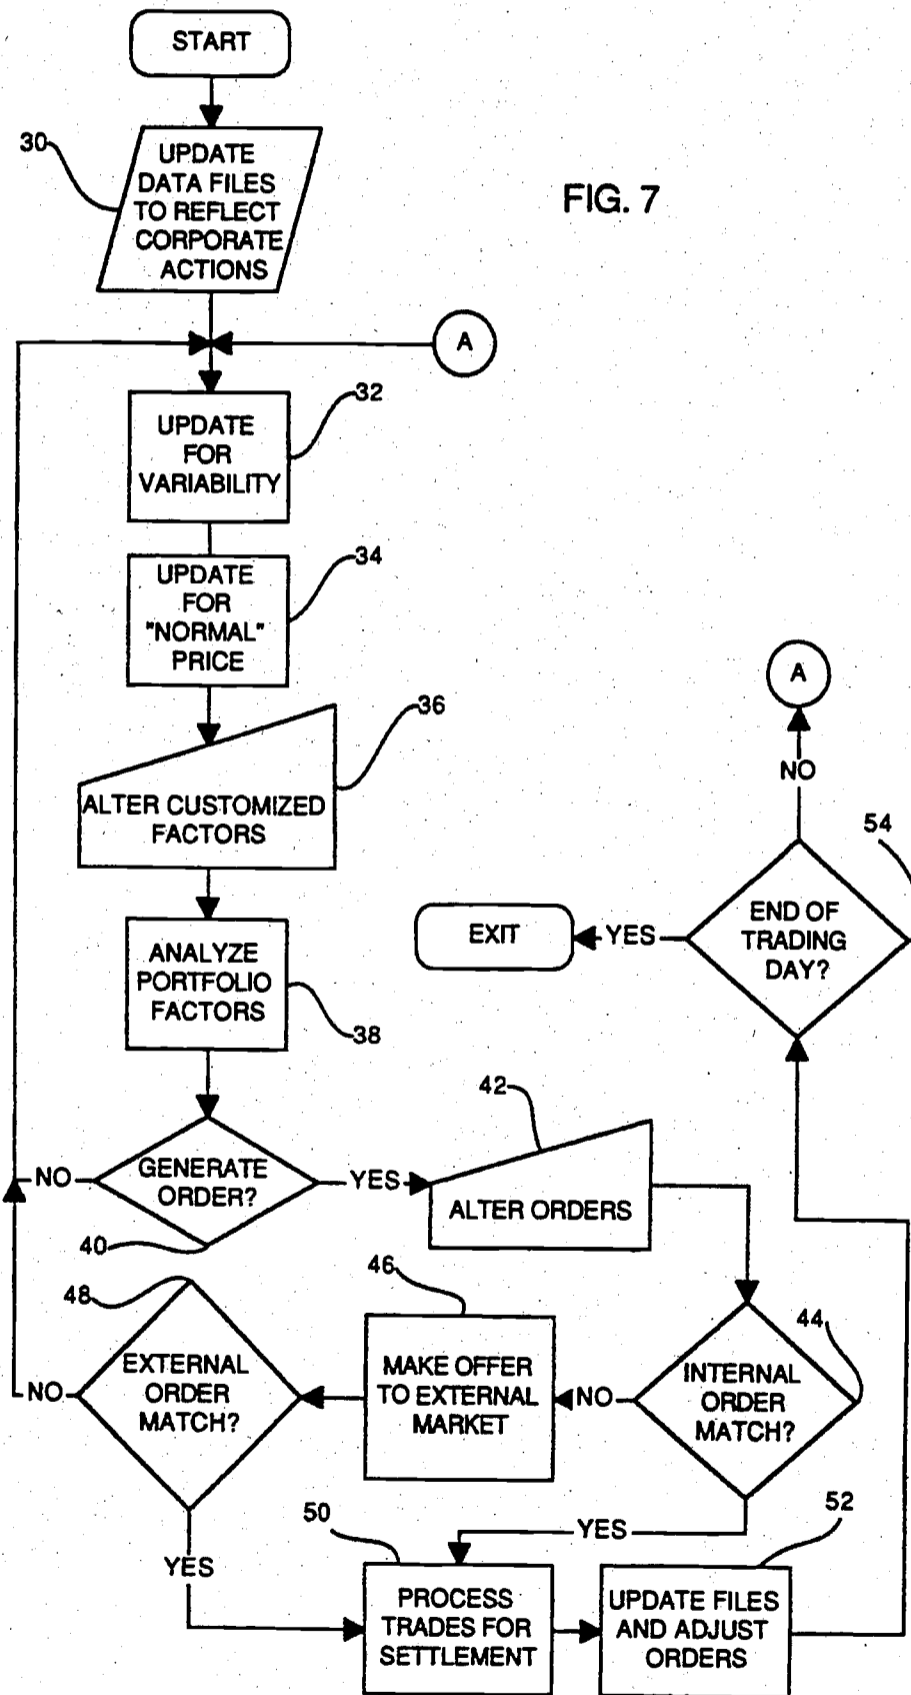 START
30
UPDATE
DATA FILES
TO REFLECT
CORPORATE
ACTIONS
FIG. 7
A
32
UPDATE
FOR
VARIABILITY
34
UPDATE
FOR
"NORMAL"
PRICE
36
ALTER CUSTOMIZED
FACTORS
ANALYZE
PORTFOLIO
FACTORS
38
GENERATE
ORDER?
NO
YES
40
42
ALTER ORDERS
44
INTERNAL
ORDER
MATCH?
NO
YES
46
MAKE OFFER
TO EXTERNAL
MARKET
48
EXTERNAL
ORDER
MATCH?
NO
YES
50
PROCESS
TRADES FOR
SETTLEMENT
52
UPDATE FILES
AND ADJUST
ORDERS
54
END OF
TRADING
DAY?
YES
EXIT
NO
A